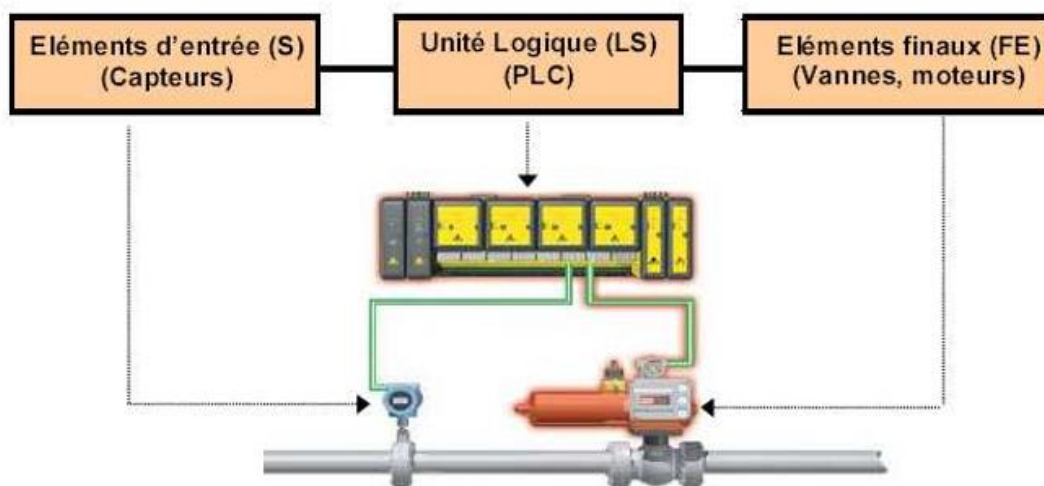 Eléments d'entrée (S)
(Capteurs)
Unité Logique (LS)
(PLC)
Eléments finaux (FE)
(Vannes, moteurs)